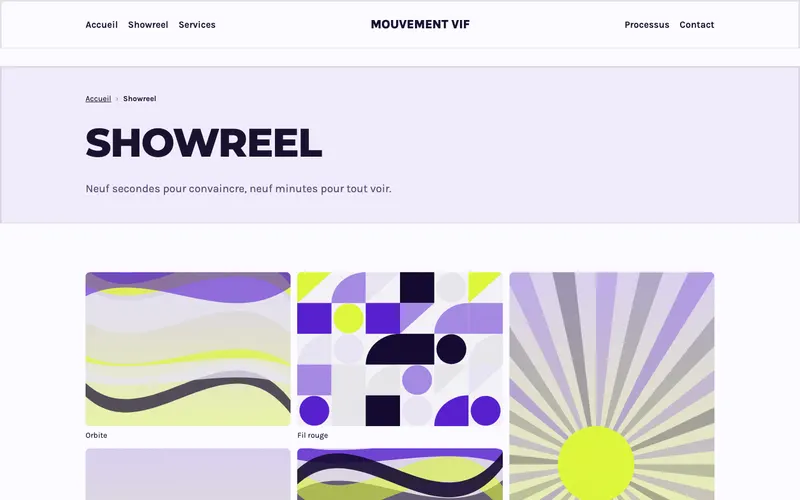 Accueil Showreel Services MOUVEMENT VIF Processus Contact
Accueil › Showreel
SHOWREEL
Neuf secondes pour convaincre, neuf minutes pour tout voir.
Orbite
Fil rouge